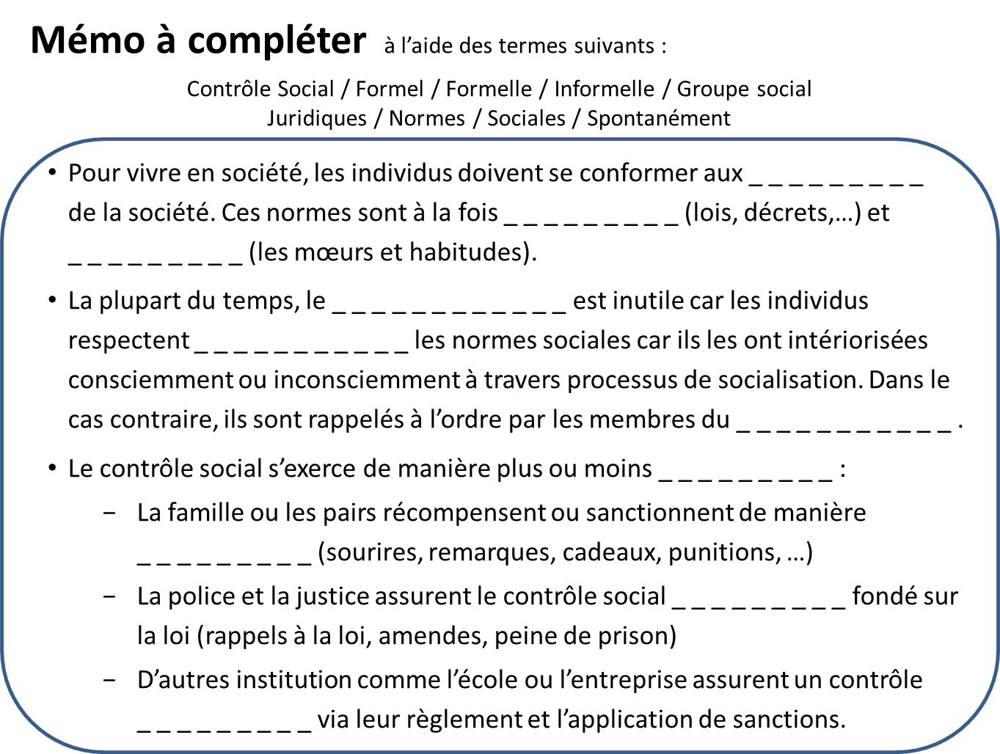 Mémo à compléter à l’aide des termes suivants :
Contrôle Social / Formel / Formelle / Informelle / Groupe social
Juridiques / Normes / Sociales / Spontanément
• Pour vivre en société, les individus doivent se conformer aux _ _ _ _ _ _ _ _ _
de la société. Ces normes sont à la fois _ _ _ _ _ _ _ _ _ (lois, décrets,…) et
_ _ _ _ _ _ _ _ _ (les mœurs et habitudes).
• La plupart du temps, le _ _ _ _ _ _ _ _ _ _ _ _ est inutile car les individus
respectent _ _ _ _ _ _ _ _ _ _ _ les normes sociales car ils les ont intériorisées
consciemment ou inconsciemment à travers processus de socialisation. Dans le
cas contraire, ils sont rappelés à l’ordre par les membres du _ _ _ _ _ _ _ _ _ _ _ .
• Le contrôle social s’exerce de manière plus ou moins _ _ _ _ _ _ _ _ _ :
− La famille ou les pairs récompensent ou sanctionnent de manière
_ _ _ _ _ _ _ _ _ (sourires, remarques, cadeaux, punitions, …)
− La police et la justice assurent le contrôle social _ _ _ _ _ _ _ _ _ fondé sur
la loi (rappels à la loi, amendes, peine de prison)
− D’autres institution comme l’école ou l’entreprise assurent un contrôle
_ _ _ _ _ _ _ _ _ via leur règlement et l’application de sanctions.